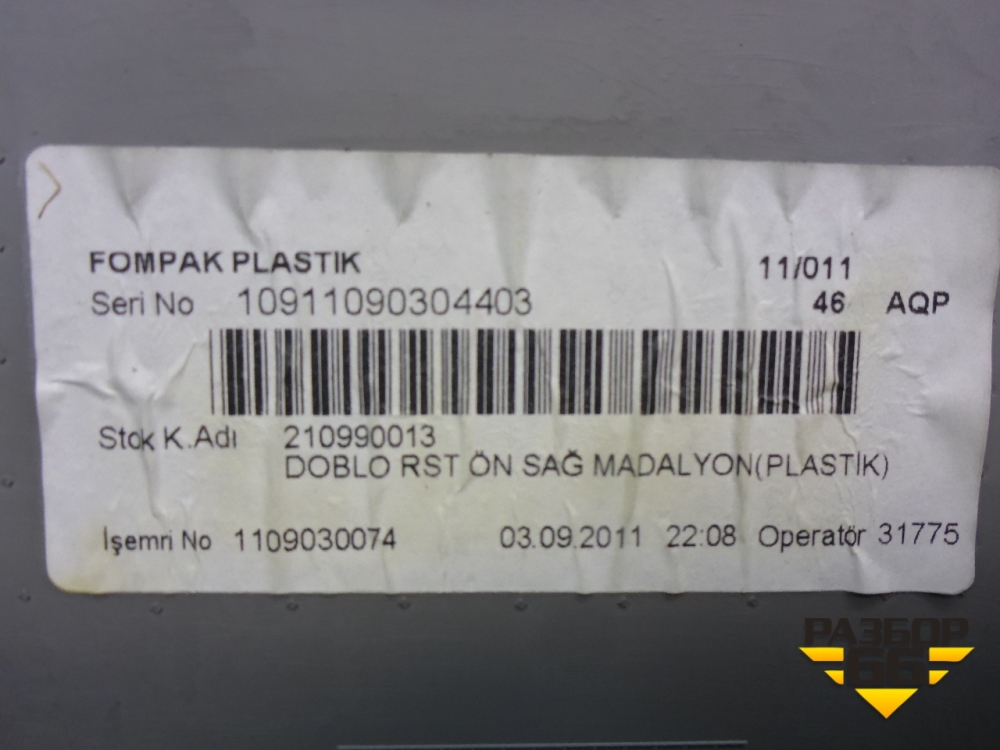 FOMPAK PLASTIK 11/011
Seri No 10911090304403 46 AQP
Stok K.Adı 210990013
DOBLO RST ÖN SAĞ MADALYON(PLASTİK)
İşemri No 1109030074 03.09.2011 22:08 Operatör 31775
РАЗБОР
66